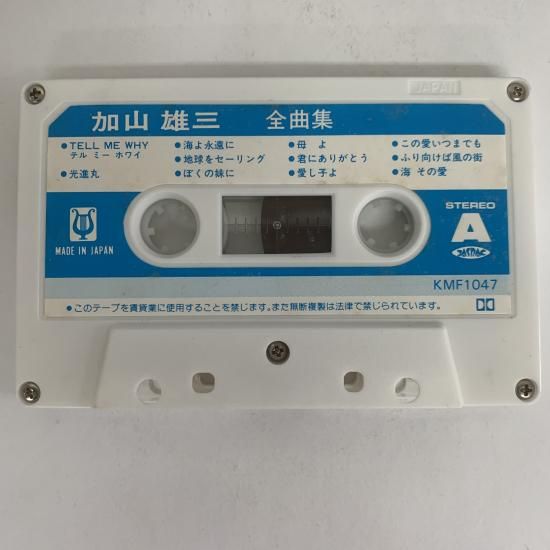 JAPAN
加山 雄三 全曲集
•TELL ME WHY
テル ミー ホワイ
•光進丸
•海よ永遠に
•地球をセーリング
•ぼくの妹に
•母 よ
•君にありがとう
•愛し子よ
•この愛いつまでも
•ふり向けば風の街
•海 その愛
MADE IN JAPAN
STEREO
A
JASRAC
KMF1047
•このテープを賃貸業に使用することを禁じます。また無断複製は法律で禁じられています。